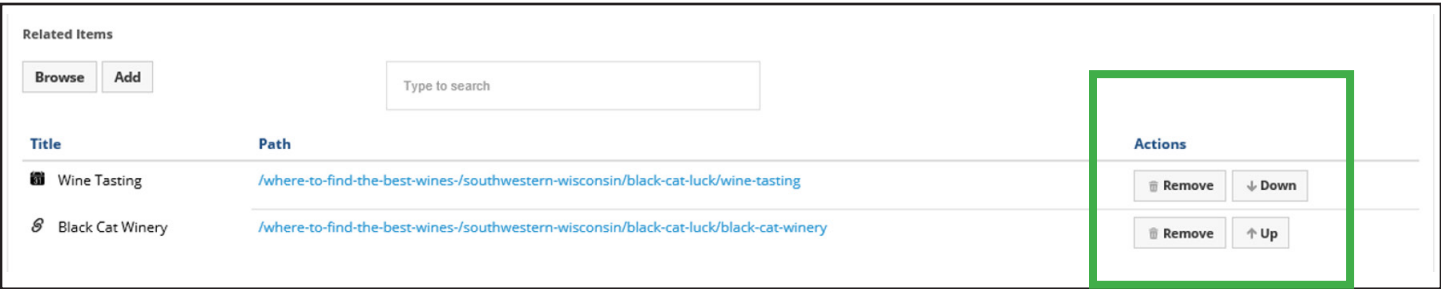 Related Items
Browse Add Type to search
Title Path Actions
Wine Tasting /where-to-find-the-best-wines-/southwestern-wisconsin/black-cat-luck/wine-tasting Remove Down
Black Cat Winery /where-to-find-the-best-wines-/southwestern-wisconsin/black-cat-luck/black-cat-winery Remove Up